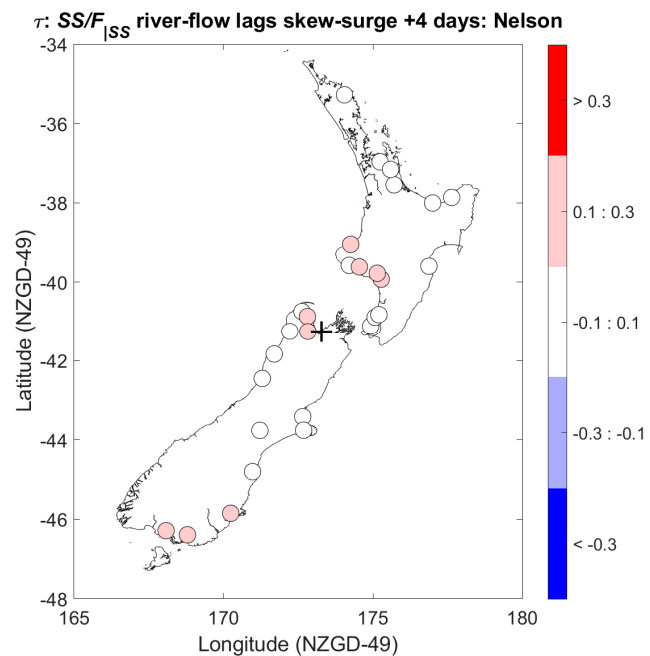 τ: SS/F|SS river-flow lags skew-surge +4 days: Nelson
-34
-36
-38
-40
-42
-44
-46
-48
165
170
175
180
Latitude (NZGD-49)
Longitude (NZGD-49)
> 0.3
0.1 : 0.3
-0.1 : 0.1
-0.3 : -0.1
< -0.3